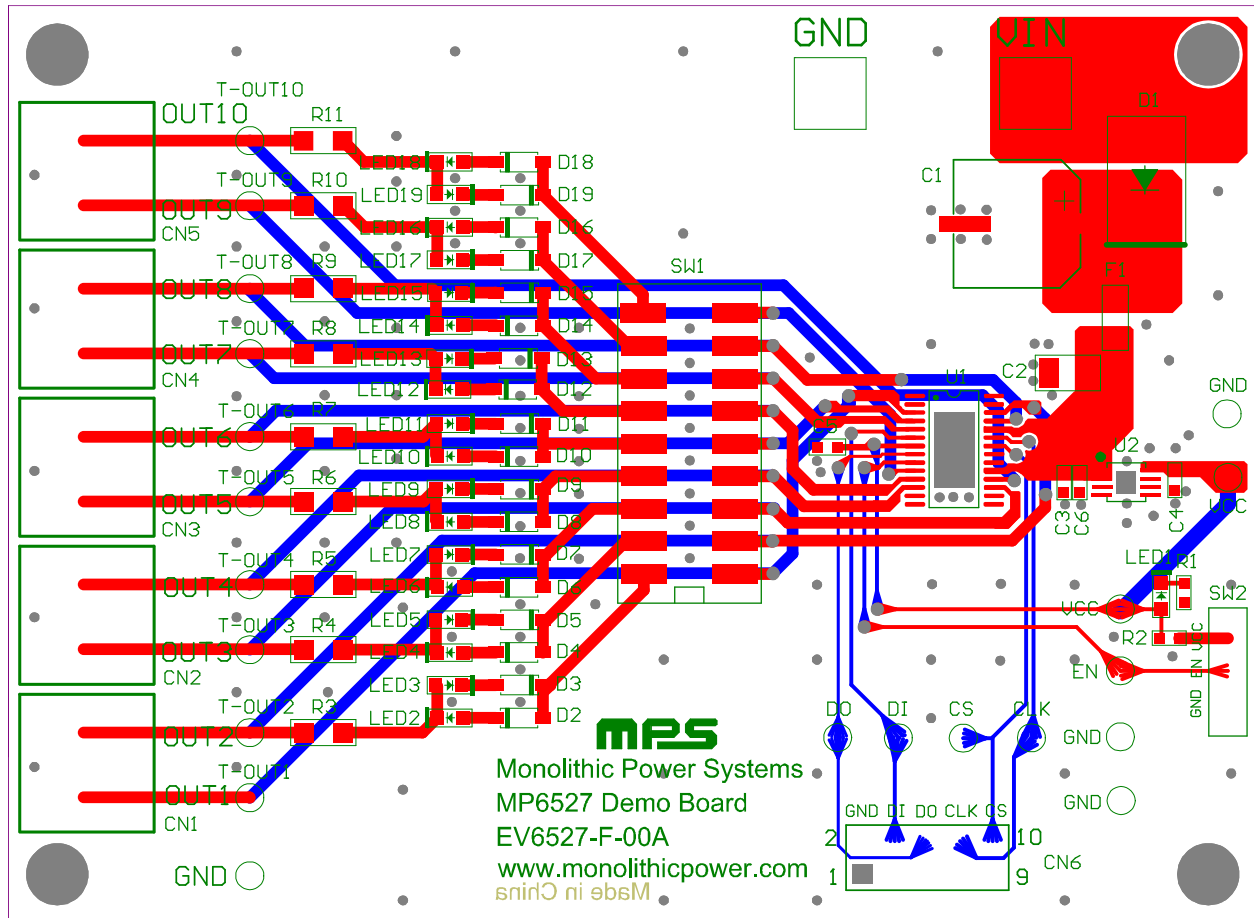 GND
VIN
T-OUT10
OUT10
R11
LED18
D18
D1
T-OUT9
R10
LED19
D19
C1
OUT9
CN5
LED16
D16
T-OUT8
R9
LED17
D17
SW1
F1
OUT8
LED15
D15
T-OUT7
R8
LED14
D14
OUT7
LED13
D13
CN4
LED12
D12
C2
U1
GND
T-OUT6
R7
LED11
D11
OUT6
LED10
D10
U2
T-OUT5
R6
LED9
D9
OUT5
LED8
D8
C3
C6
C4
VCC
CN3
T-OUT4
R5
LED7
D7
LED1
R1
OUT4
LED6
SW2
T-OUT3
R4
LED5
D5
VCC
OUT3
LED4
D4
R2
GND EN VCC
CN2
LED3
D3
EN
T-OUT2
R3
LED2
D2
OUT2
DO
DI
CS
CLK
GND
MPS
T-OUT1
Monolithic Power Systems
OUT1
MP6527 Demo Board
GND
GND DI DO CLK CS
CN1
EV6527-F-00A
2
10
www.monolithicpower.com
CN6
GND
1
9
Made in China